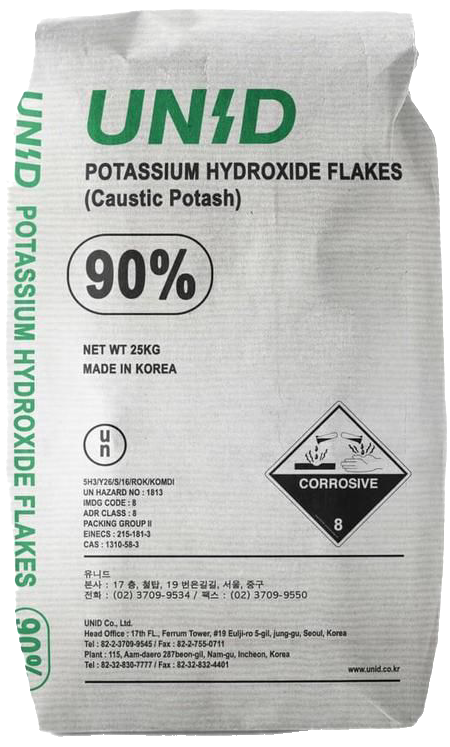 UNID
POTASSIUM HYDROXIDE FLAKES
(Caustic Potash)
90%
NET WT 25KG
MADE IN KOREA
un
5H3/Y26/S/16/ROK/KOMDI
UN HAZARD NO : 1813
IMDG CODE : 8
ADR CLASS : 8
PACKING GROUP II
EINECS : 215-181-3
CAS : 1310-58-3
CORROSIVE
8
유니드
본사 : 17 층, 철탑, 19 번은길길, 서울, 중구
전화 : (02) 3709-9534 / 팩스 : (02) 3709-9550
UNID Co., Ltd.
Head Office : 17th FL., Ferrum Tower, #19 Eulji-ro 5-gil, jung-gu, Seoul, Korea
Tel : 82-2-3709-9545 / Fax : 82-2-755-0711
Plant : 115, Aam-daero 287beon-gil, Nam-gu, Incheon, Korea
Tel : 82-32-830-7777 / Fax : 82-32-832-4401
www.unid.co.kr
UNID POTASSIUM HYDROXIDE FLAKES 90%